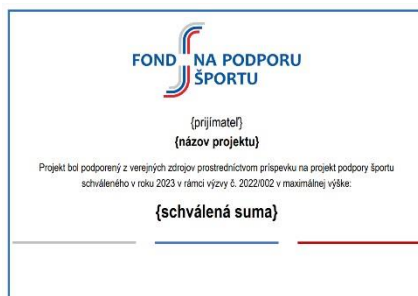 FOND NA PODPORU
ŠPORTU
{prijímateľ}
{názov projektu}
Projekt bol podporený z verejných zdrojov prostredníctvom príspevku na projekt podpory športu
schváleného v roku 2023 v rámci výzvy č. 2022/002 v maximálnej výške:
{schválená suma}